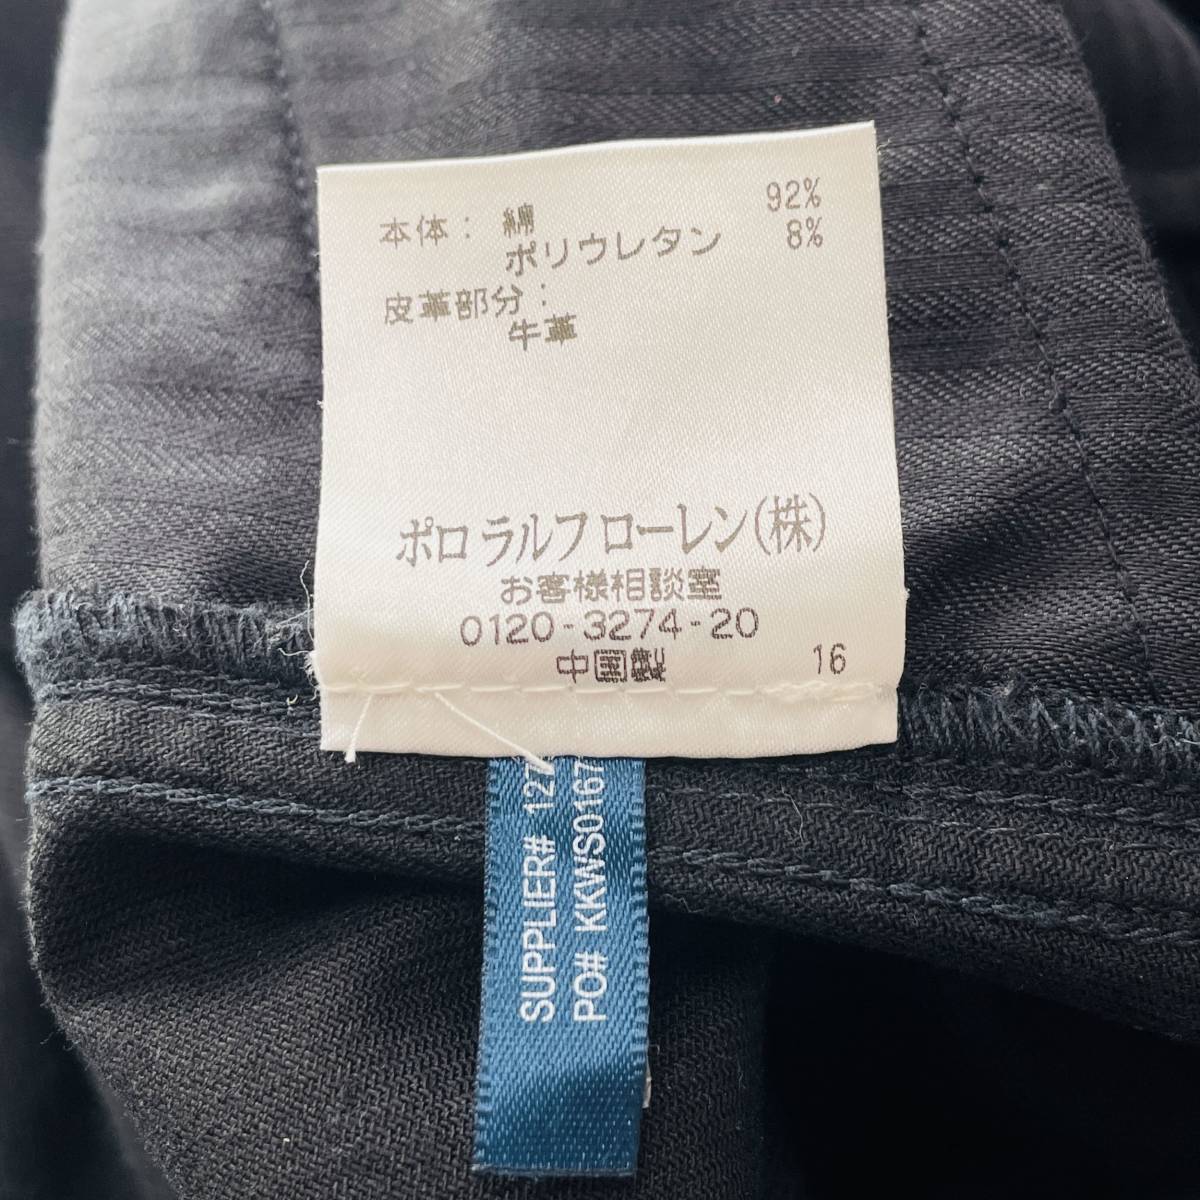 本体: 綿 92%
ポリウレタン 8%
皮革部分:
牛革
ポロ ラルフ ローレン(株)
お客様相談室
0120-3274-20
中国製 16
SUPPLIER# 127
PO# KKWS0167